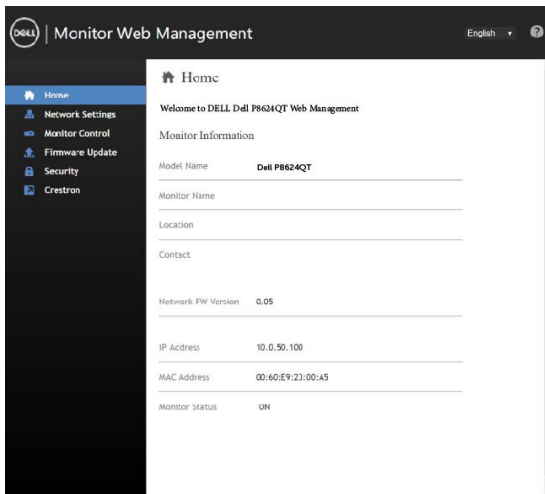 DELL | Monitor Web Management
English
?
Home
Network Settings
Monitor Control
Firmware Update
Security
Crestron
Home
Welcome to DELL Dell P8624QT Web Management
Monitor Information
Model Name Dell P8624QT
Monitor Name
Location
Contact
Network FW Version 0.05
IP Address 10.0.50.100
MAC Address 00:60:E9:23:00:A5
Monitor Status ON